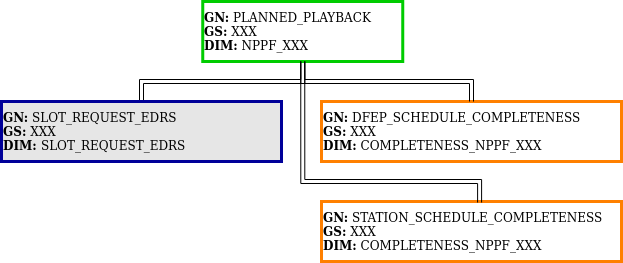 GN: PLANNED_PLAYBACK
GS: XXX
DIM: NPPF_XXX
GN: SLOT_REQUEST_EDRS
GS: XXX
DIM: SLOT_REQUEST_EDRS
GN: DFEP_SCHEDULE_COMPLETENESS
GS: XXX
DIM: COMPLETENESS_NPPF_XXX
GN: STATION_SCHEDULE_COMPLETENESS
GS: XXX
DIM: COMPLETENESS_NPPF_XXX